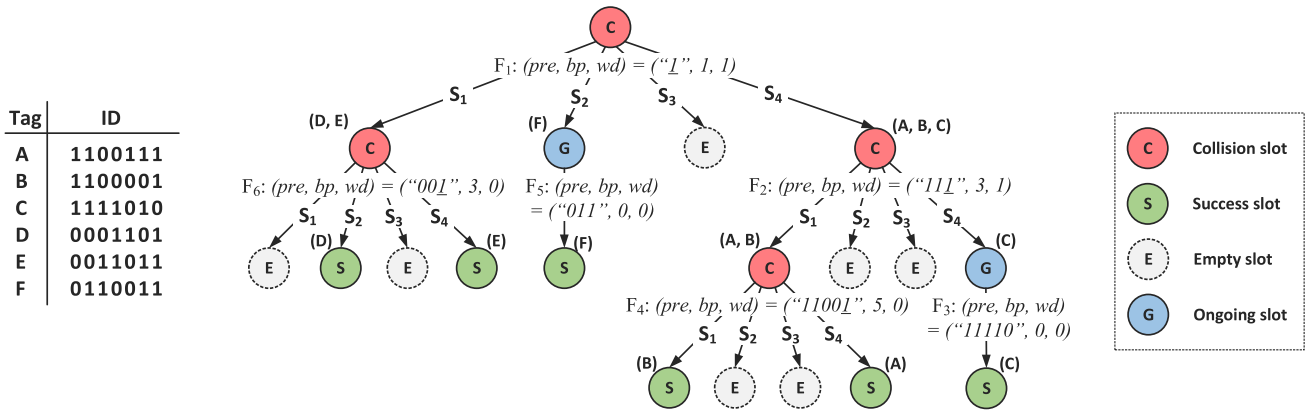 C
F1: (pre, bp, wd) = (“1”, 1, 1)
S1 S2 S3 S4
Tag ID
A 1100111
B 1100001
C 1111010
D 0001101
E 0011011
F 0110011
(D, E) (F) (A, B, C)
C G E C
F6: (pre, bp, wd) = (“001”, 3, 0)
F5: (pre, bp, wd)
= (“011”, 0, 0)
F2: (pre, bp, wd) = (“111”, 3, 1)
S1 S2 S3 S4
S1 S2 S3 S4
(D) (E) (F) (A, B) (C)
E S E S S C E E G
F4: (pre, bp, wd) = (“11001”, 5, 0)
F3: (pre, bp, wd)
= (“11110”, 0, 0)
S1 S2 S3 S4
(B) (A) (C)
S E E S S
C Collision slot
S Success slot
E Empty slot
G Ongoing slot